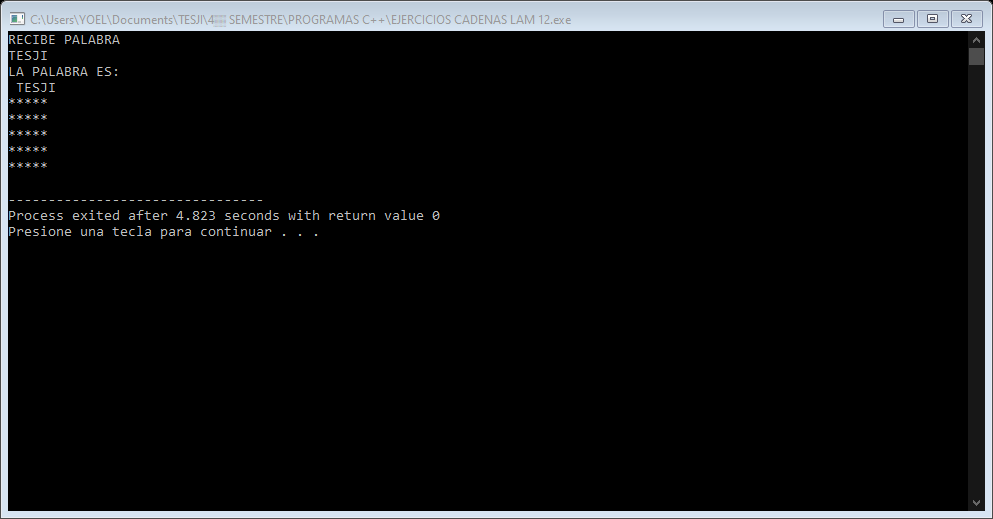 C:\Users\YOEL\Documents\TESJI\4▒▒ SEMESTRE\PROGRAMAS C++\EJERCICIOS CADENAS LAM 12.exe
RECIBE PALABRA
TESJI
LA PALABRA ES:
 TESJI
*****
*****
*****
*****
*****

--------------------------------
Process exited after 4.823 seconds with return value 0
Presione una tecla para continuar . . .